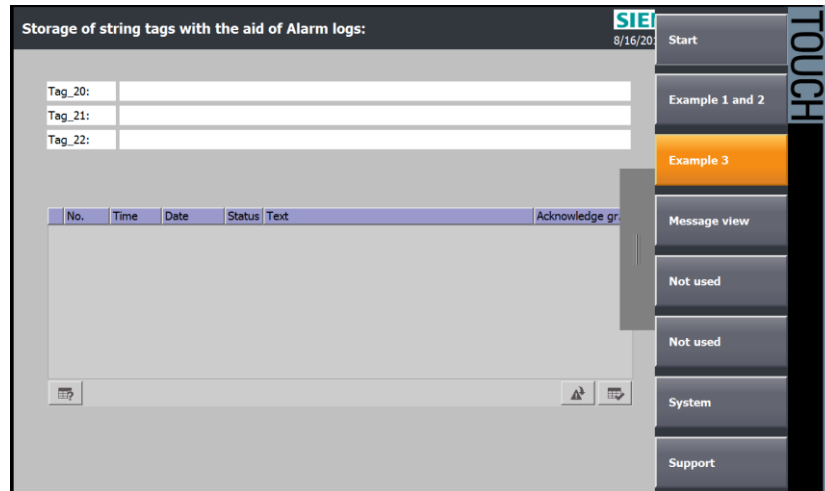 Storage of string tags with the aid of Alarm logs:
SIE
8/16/20
Tag_20:
Tag_21:
Tag_22:
No. Time Date Status Text Acknowledge gr.
Start
Example 1 and 2
Example 3
Message view
Not used
Not used
System
Support
TOUCH